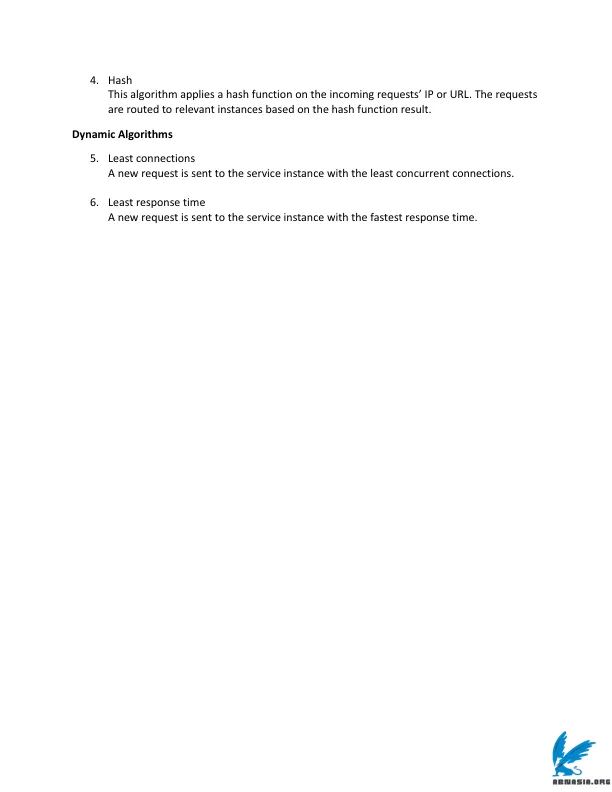 4. Hash
This algorithm applies a hash function on the incoming requests’ IP or URL. The requests
are routed to relevant instances based on the hash function result.
Dynamic Algorithms
5. Least connections
A new request is sent to the service instance with the least concurrent connections.
6. Least response time
A new request is sent to the service instance with the fastest response time.
ABNASIA.ORG